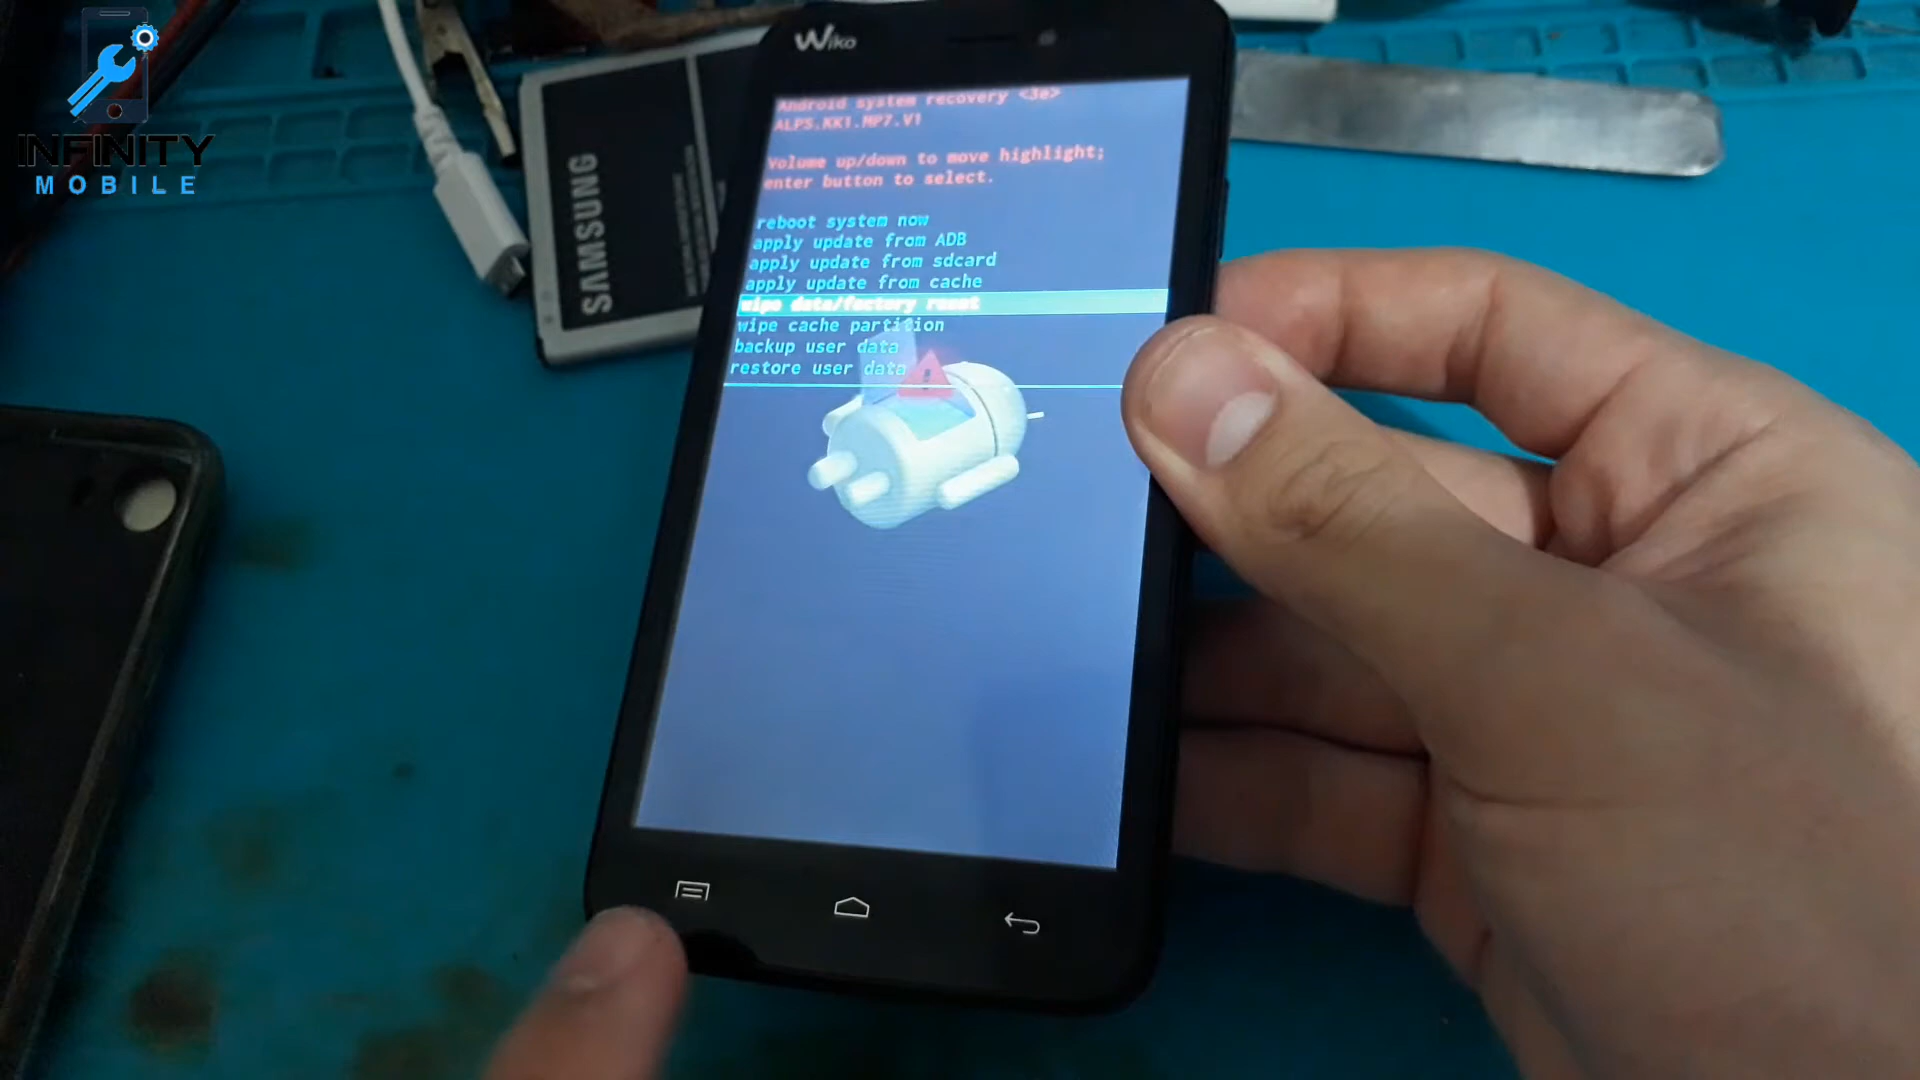 INFINITY
MOBILE
Wiko
SAMSUNG
Android system recovery <3e>
ALPS.KK1.MP7.V1
Volume up/down to move highlight;
enter button to select.
reboot system now
apply update from ADB
apply update from sdcard
apply update from cache
wipe data/factory reset
wipe cache partition
backup user data
restore user data